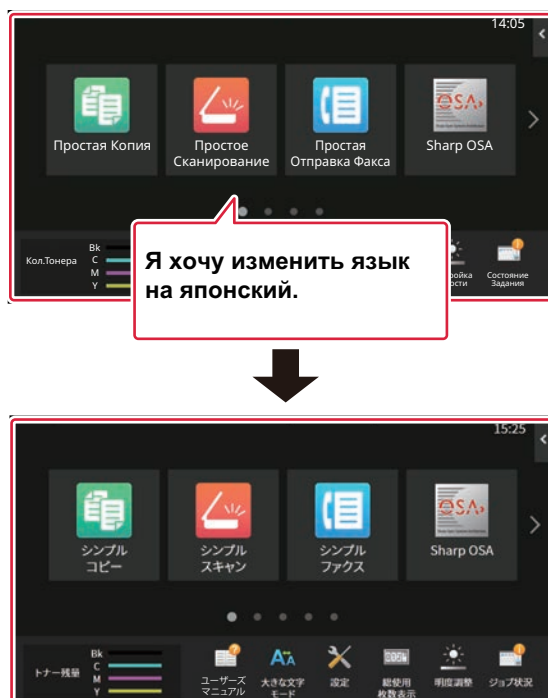 14:05
Простая Копия
Простое
Сканирование
Простая
Отправка Факса
Sharp OSA
OSA
Кол.Тонера
Bk
C
M
Y
Состояние
Задания
Я хочу изменить язык
на японский.
15:25
シンプル
コピー
シンプル
スキャン
シンプル
ファクス
Sharp OSA
OSA
トナー残量
Bk
C
M
Y
ユーザーズ
マニュアル
大きな文字
モード
設定
総使用
枚数表示
明度調整
ジョブ状況